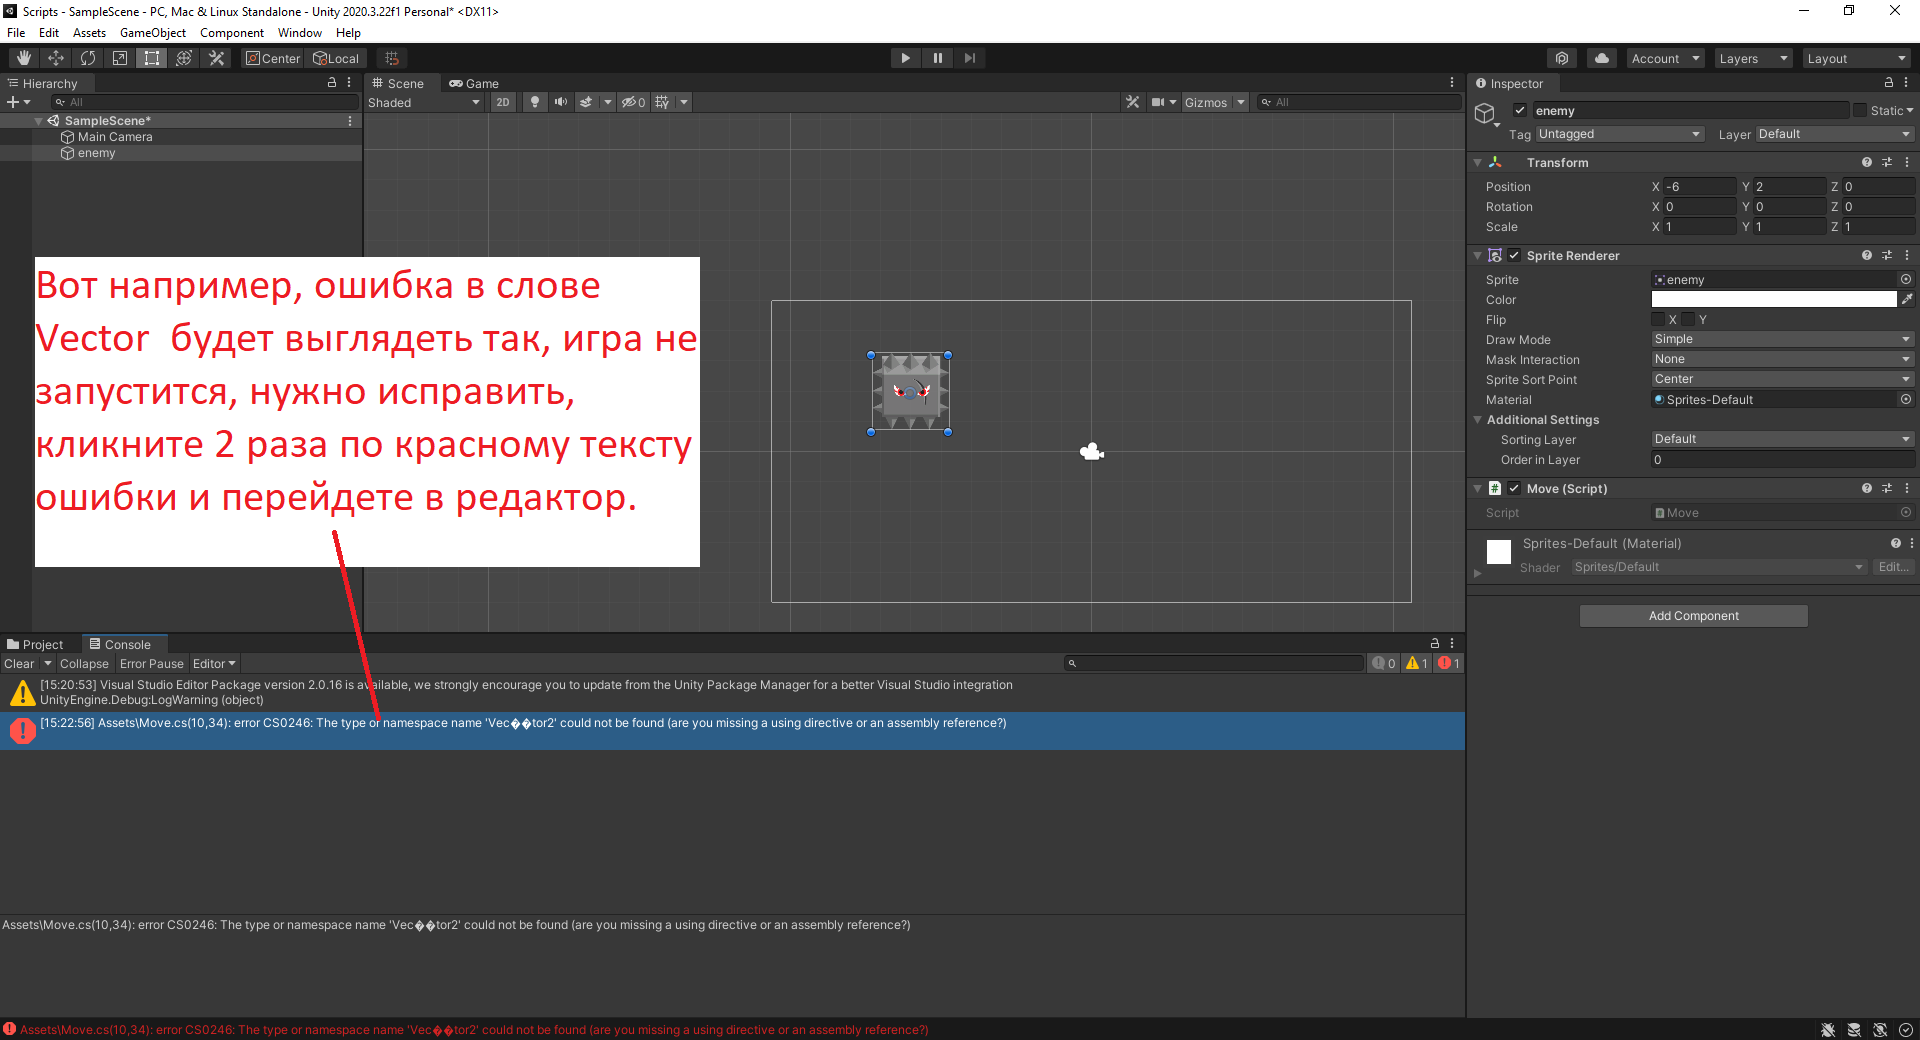 Scripts - SampleScene - PC, Mac & Linux Standalone - Unity 2020.3.22f1 Personal* <DX11>
File Edit Assets GameObject Component Window Help
Center Local Account Layers Layout
Hierarchy Scene Game Inspector
All Shaded 2D 0 Gizmos All
enemy Static
SampleScene*
Main Camera
enemy
Tag Untagged Layer Default
Transform
Position X -6 Y 2 Z 0
Rotation X 0 Y 0 Z 0
Scale X 1 Y 1 Z 1
Sprite Renderer
Sprite enemy
Color
Flip X Y
Draw Mode Simple
Mask Interaction None
Sprite Sort Point Center
Material Sprites-Default
Additional Settings
Sorting Layer Default
Order in Layer 0
Move (Script)
Script Move
Sprites-Default (Material)
Shader Sprites/Default Edit...
Add Component
Вот например, ошибка в слове
Vector будет выглядеть так, игра не
запустится, нужно исправить,
кликните 2 раза по красному тексту
ошибки и перейдете в редактор.
Project Console
Clear Collapse Error Pause Editor 0 1 1
[15:20:53] Visual Studio Editor Package version 2.0.16 is available, we strongly encourage you to update from the Unity Package Manager for a better Visual Studio integration
UnityEngine.Debug:LogWarning (object)
[15:22:56] Assets\Move.cs(10,34): error CS0246: The type or namespace name 'Vec��tor2' could not be found (are you missing a using directive or an assembly reference?)
Assets\Move.cs(10,34): error CS0246: The type or namespace name 'Vec��tor2' could not be found (are you missing a using directive or an assembly reference?)
Assets\Move.cs(10,34): error CS0246: The type or namespace name 'Vec��tor2' could not be found (are you missing a using directive or an assembly reference?)